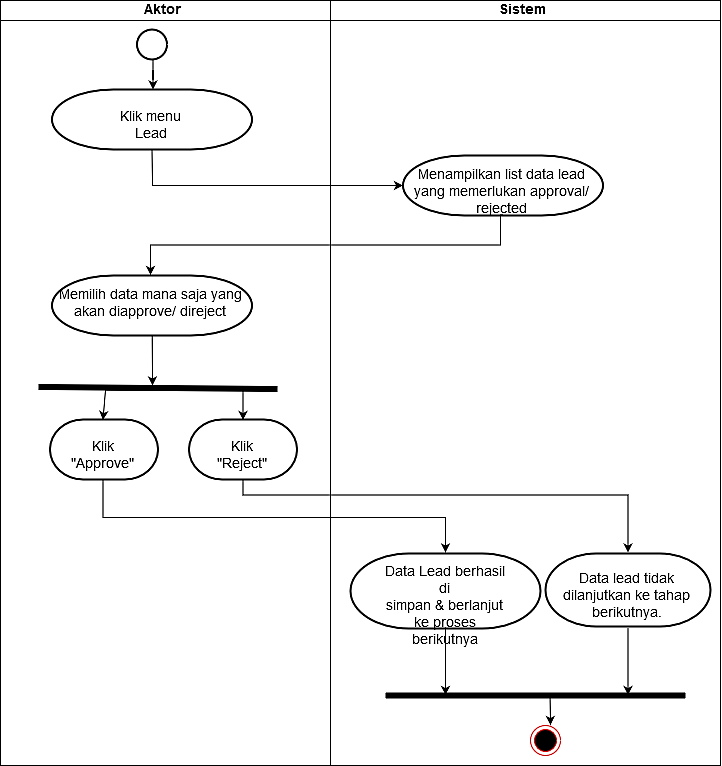 Aktor
Sistem
Klik menu
Lead
Menampilkan list data lead
yang memerlukan approval/
rejected
Memilih data mana saja yang
akan diapprove/ direject
Klik
"Approve"
Klik
"Reject"
Data Lead berhasil
di
simpan & berlanjut
ke proses
berikutnya
Data lead tidak
dilanjutkan ke tahap
berikutnya.